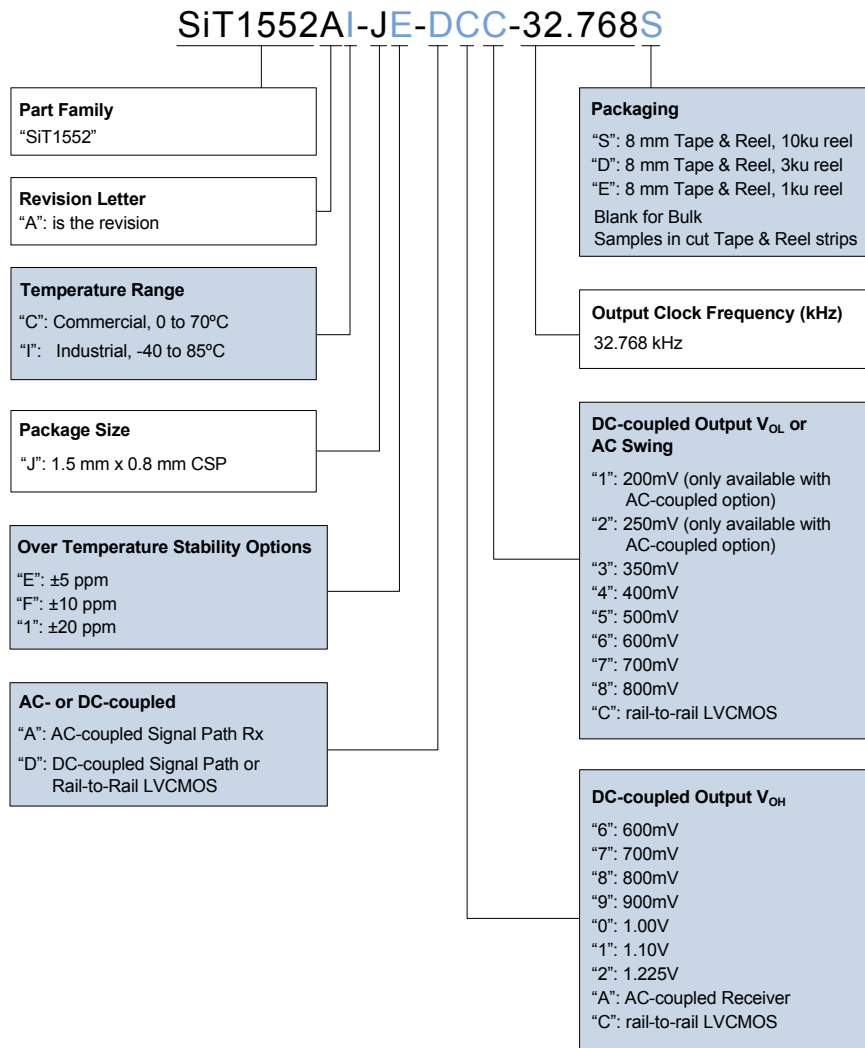 SiT1552AI-JE-DCC-32.768S
Part Family
“SiT1552”
Revision Letter
“A”: is the revision
Temperature Range
“C”: Commercial, 0 to 70ºC
“I”: Industrial, -40 to 85ºC
Package Size
“J”: 1.5 mm x 0.8 mm CSP
Over Temperature Stability Options
“E”: ±5 ppm
“F”: ±10 ppm
“1”: ±20 ppm
AC- or DC-coupled
“A”: AC-coupled Signal Path Rx
“D”: DC-coupled Signal Path or
Rail-to-Rail LVCMOS
Packaging
“S”: 8 mm Tape & Reel, 10ku reel
“D”: 8 mm Tape & Reel, 3ku reel
“E”: 8 mm Tape & Reel, 1ku reel
Blank for Bulk
Samples in cut Tape & Reel strips
Output Clock Frequency (kHz)
32.768 kHz
DC-coupled Output VOL or
AC Swing
“1”: 200mV (only available with
AC-coupled option)
“2”: 250mV (only available with
AC-coupled option)
“3”: 350mV
“4”: 400mV
“5”: 500mV
“6”: 600mV
“7”: 700mV
“8”: 800mV
“C”: rail-to-rail LVCMOS
DC-coupled Output VOH
“6”: 600mV
“7”: 700mV
“8”: 800mV
“9”: 900mV
“0”: 1.00V
“1”: 1.10V
“2”: 1.225V
“A”: AC-coupled Receiver
“C”: rail-to-rail LVCMOS